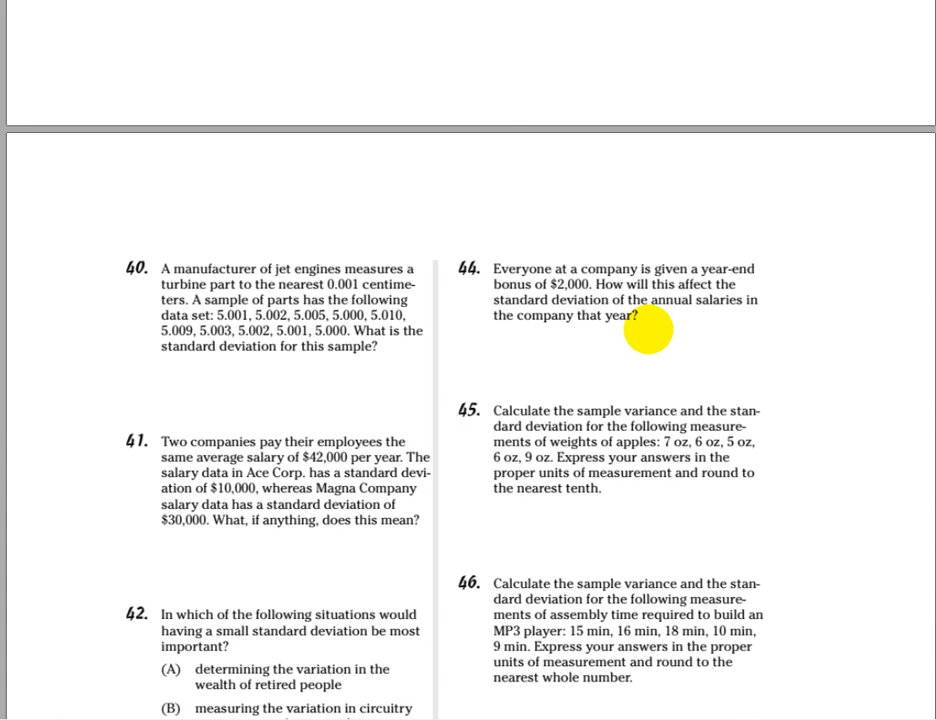 40. A manufacturer of jet engines measures a
turbine part to the nearest 0.001 centime-
ters. A sample of parts has the following
data set: 5.001, 5.002, 5.005, 5.000, 5.010,
5.009, 5.003, 5.002, 5.001, 5.000. What is the
standard deviation for this sample?
41. Two companies pay their employees the
same average salary of $42,000 per year. The
salary data in Ace Corp. has a standard devi-
ation of $10,000, whereas Magna Company
salary data has a standard deviation of
$30,000. What, if anything, does this mean?
42. In which of the following situations would
having a small standard deviation be most
important?
(A) determining the variation in the
wealth of retired people
(B) measuring the variation in circuitry
44. Everyone at a company is given a year-end
bonus of $2,000. How will this affect the
standard deviation of the annual salaries in
the company that year?
45. Calculate the sample variance and the stan-
dard deviation for the following measure-
ments of weights of apples: 7 oz, 6 oz, 5 oz,
6 oz, 9 oz. Express your answers in the
proper units of measurement and round to
the nearest tenth.
46. Calculate the sample variance and the stan-
dard deviation for the following measure-
ments of assembly time required to build an
MP3 player: 15 min, 16 min, 18 min, 10 min,
9 min. Express your answers in the proper
units of measurement and round to the
nearest whole number.